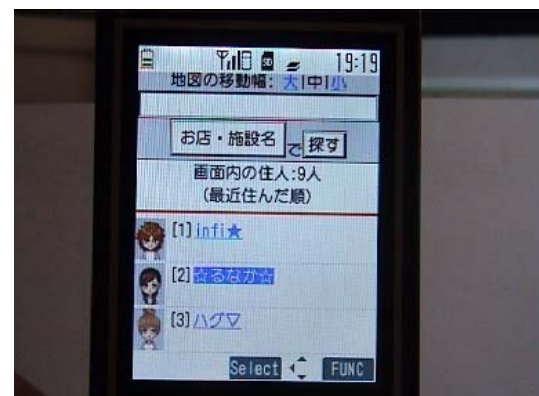 19:19
地図の移動幅: 大|中|小
お店・施設名 で 探す
画面内の住人:9人
(最近住んだ順)
[1]infi★
[2]☆るなか☆
[3]ハグ▽
Select FUNC